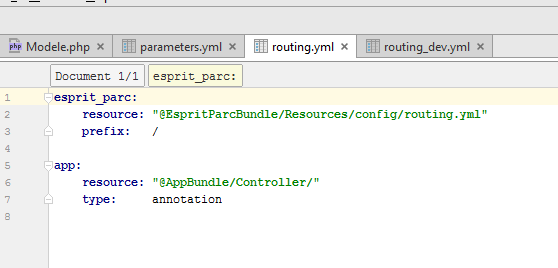 Modele.php parameters.yml routing.yml routing_dev.yml
Document 1/1 esprit_parc:
1 esprit_parc:
2 resource: "@EspritParcBundle/Resources/config/routing.yml"
3 prefix: /
4
5 app:
6 resource: "@AppBundle/Controller/"
7 type: annotation
8